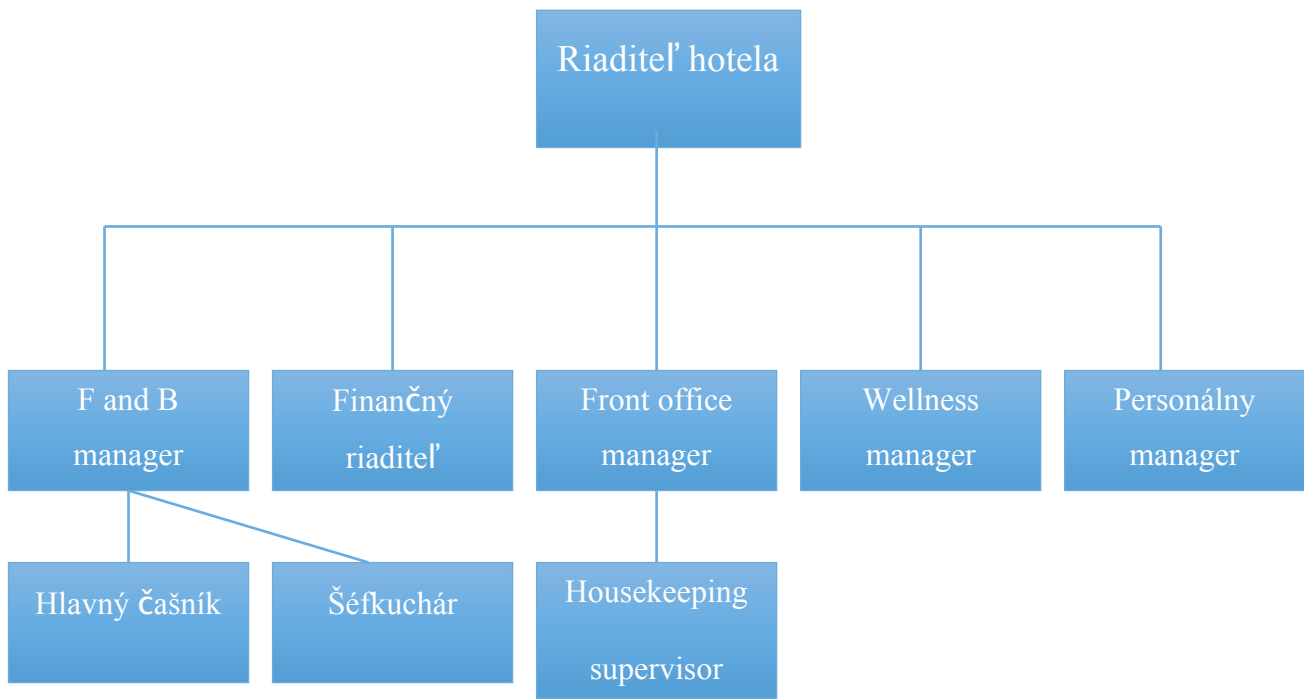 Riaditeľ hotela
F and B
manager
Finančný
riaditeľ
Front office
manager
Wellness
manager
Personálny
manager
Hlavný čašník
Šéfkuchár
Housekeeping
supervisor